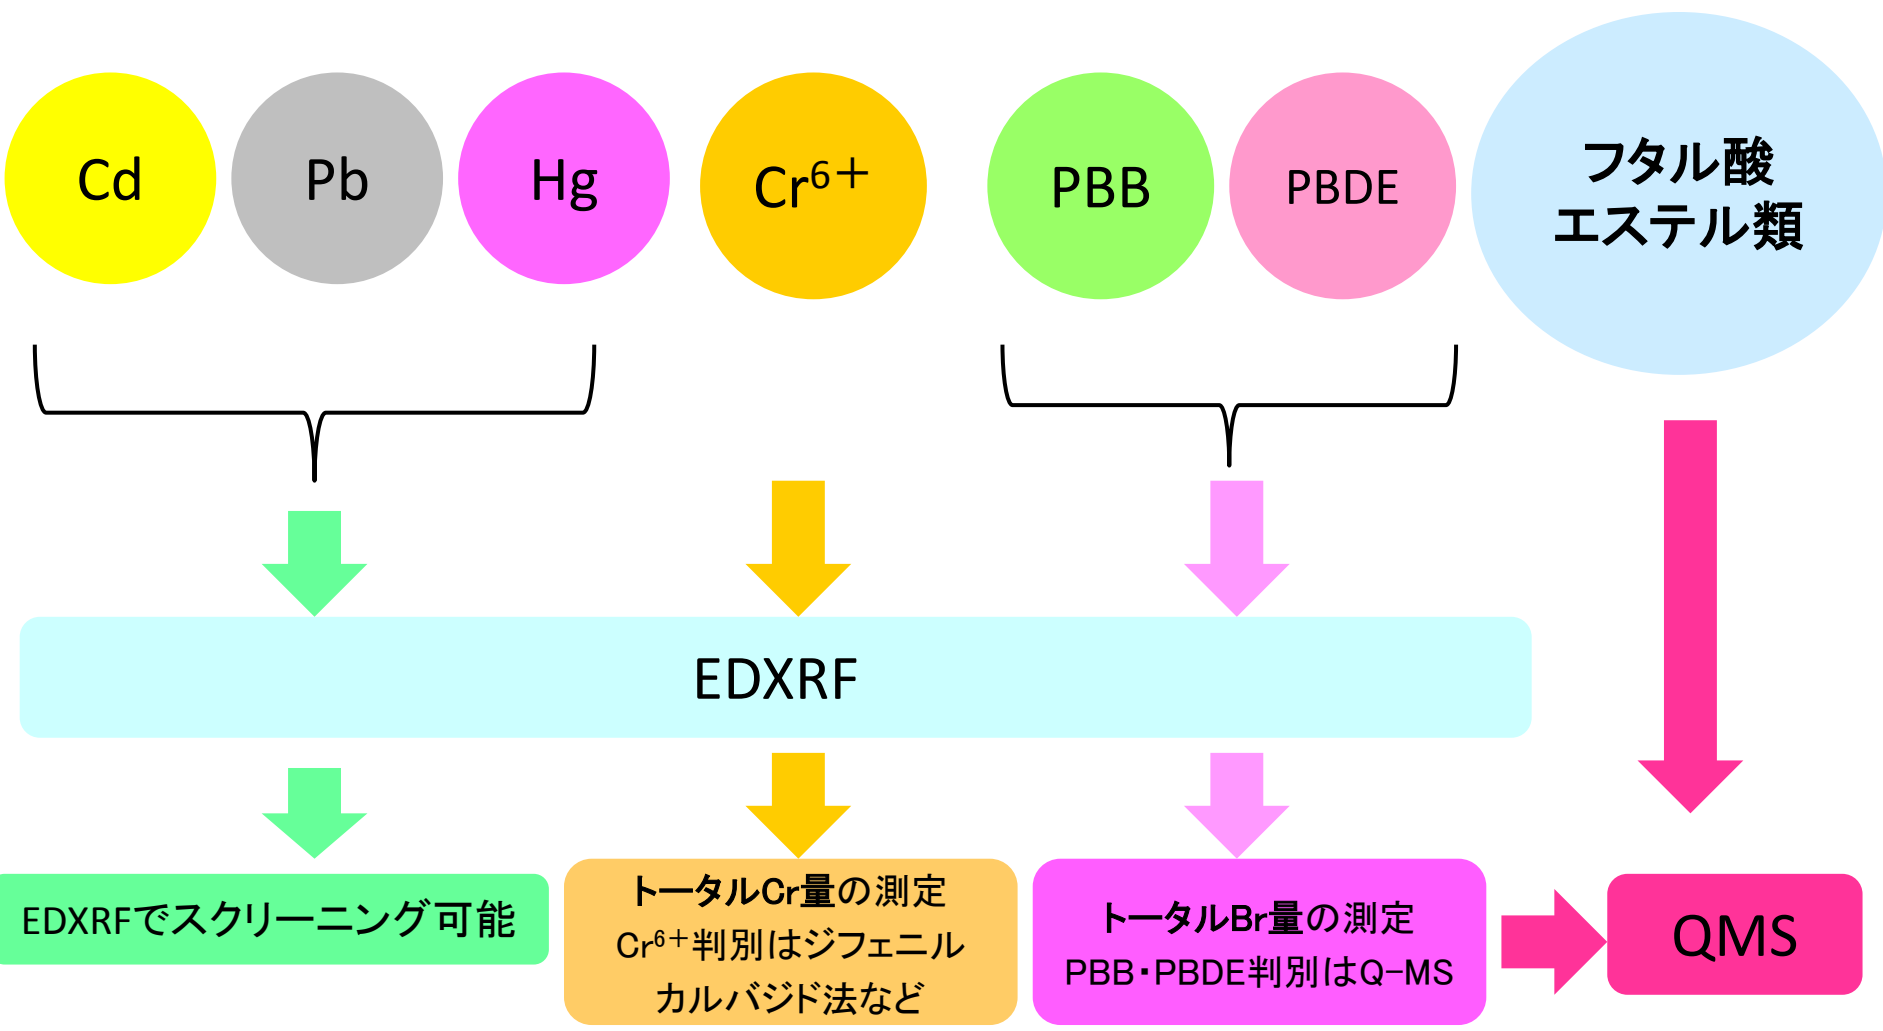 Cd
Pb
Hg
Cr⁶⁺
PBB
PBDE
フタル酸
エステル類
EDXRF
EDXRFでスクリーニング可能
トータルCr量の測定
Cr⁶⁺判別はジフェニル
カルバジド法など
トータルBr量の測定
PBB・PBDE判別はQ-MS
QMS